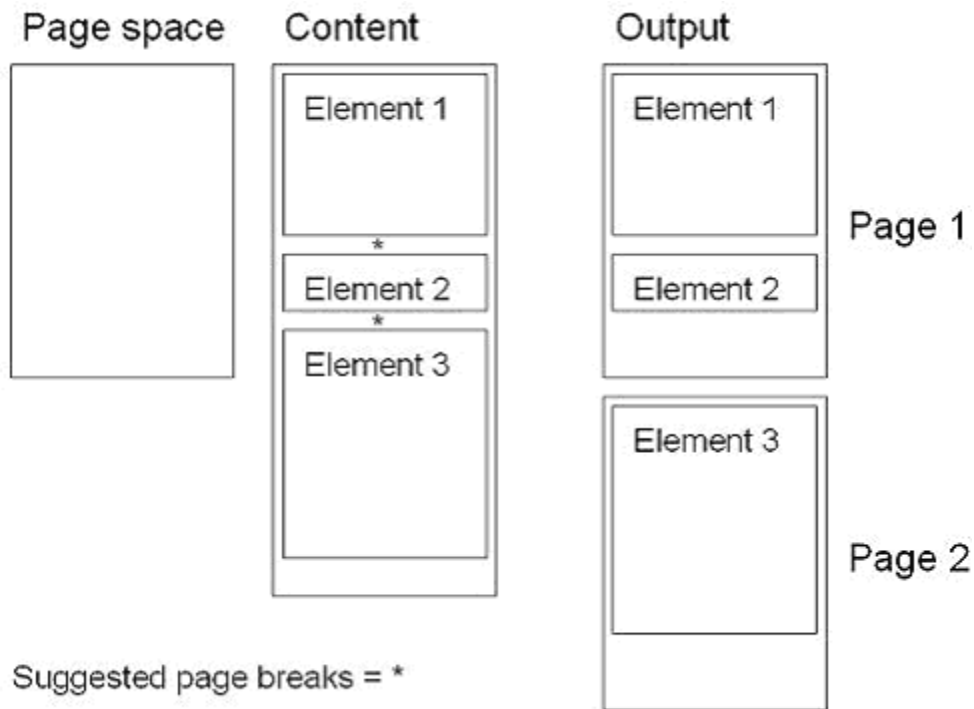 Page space
Content
Output
Element 1
*
Element 2
*
Element 3
Element 1
Element 2
Page 1
Element 3
Page 2
Suggested page breaks = *